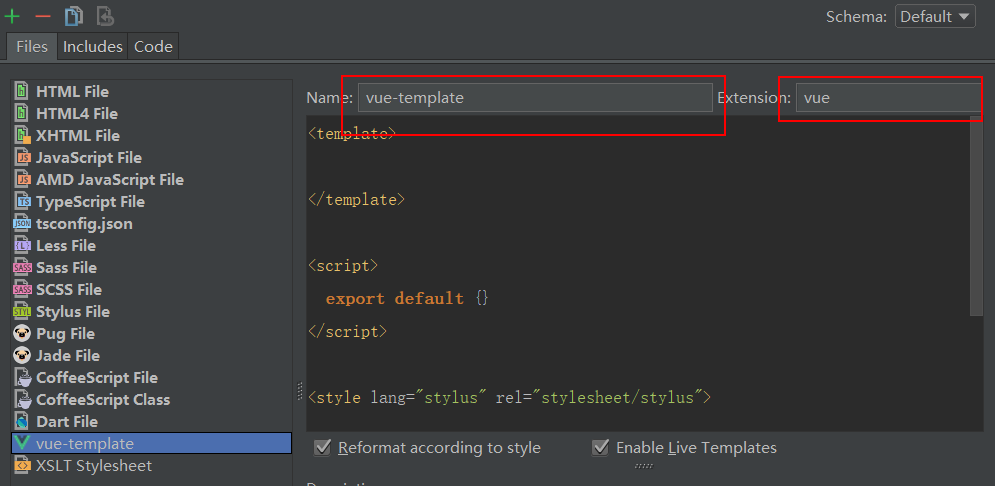 Schema: Default
Files Includes Code
HTML File
HTML4 File
XHTML File
JavaScript File
AMD JavaScript File
TypeScript File
tsconfig.json
Less File
Sass File
SCSS File
Stylus File
Pug File
Jade File
CoffeeScript File
CoffeeScript Class
Dart File
vue-template
XSLT Stylesheet
Name: vue-template Extension: vue
<template>
</template>
<script>
export default {}
</script>
<style lang="stylus" rel="stylesheet/stylus">
Reformat according to style Enable Live Templates